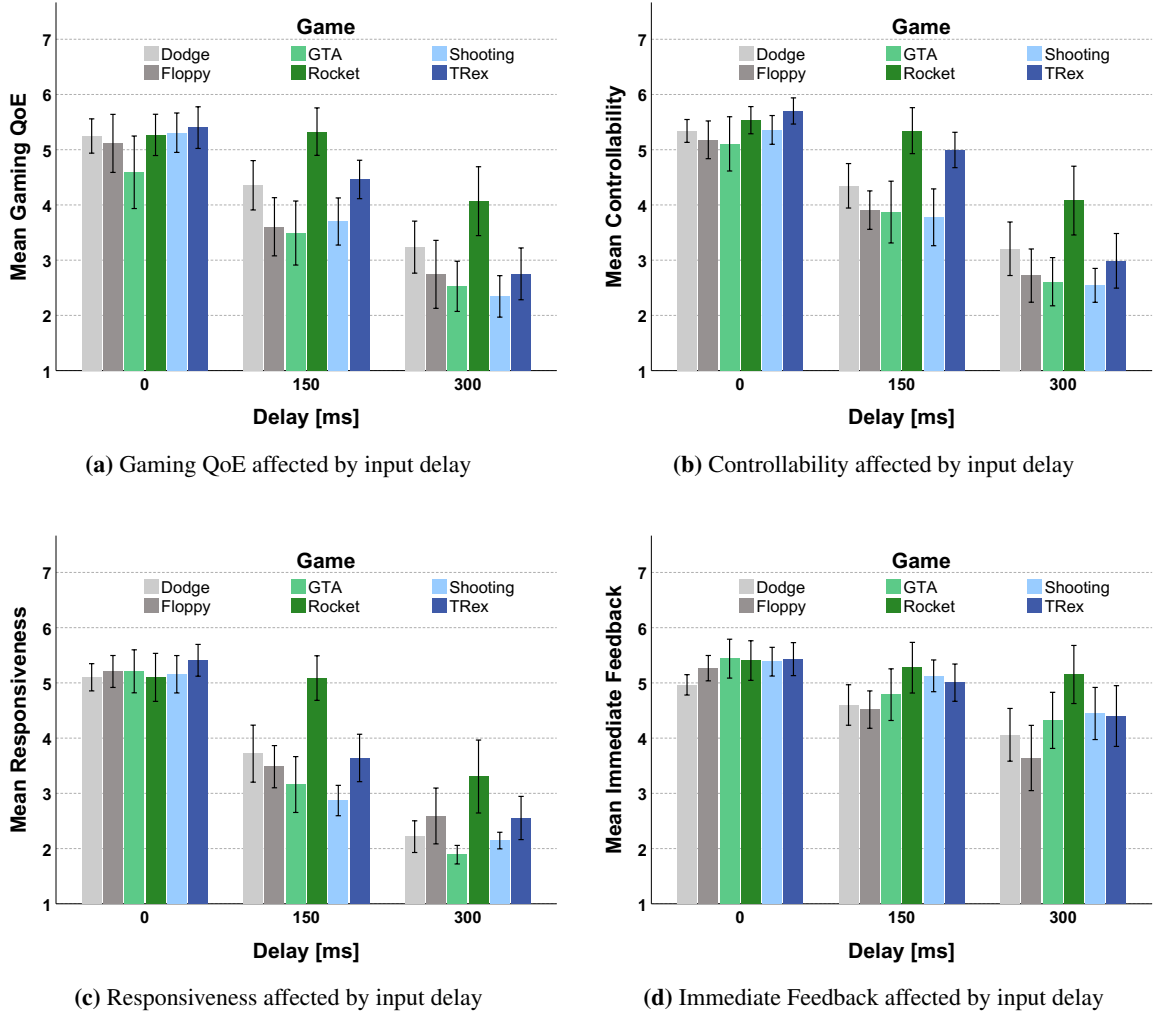 Game
Dodge GTA Shooting
Floppy Rocket TRex
7
6
5
4
3
2
1
Mean Gaming QoE
0 150 300
Delay [ms]
(a) Gaming QoE affected by input delay
Game
Dodge GTA Shooting
Floppy Rocket TRex
7
6
5
4
3
2
1
Mean Controllability
0 150 300
Delay [ms]
(b) Controllability affected by input delay
Game
Dodge GTA Shooting
Floppy Rocket TRex
7
6
5
4
3
2
1
Mean Responsiveness
0 150 300
Delay [ms]
(c) Responsiveness affected by input delay
Game
Dodge GTA Shooting
Floppy Rocket TRex
7
6
5
4
3
2
1
Mean Immediate Feedback
0 150 300
Delay [ms]
(d) Immediate Feedback affected by input delay